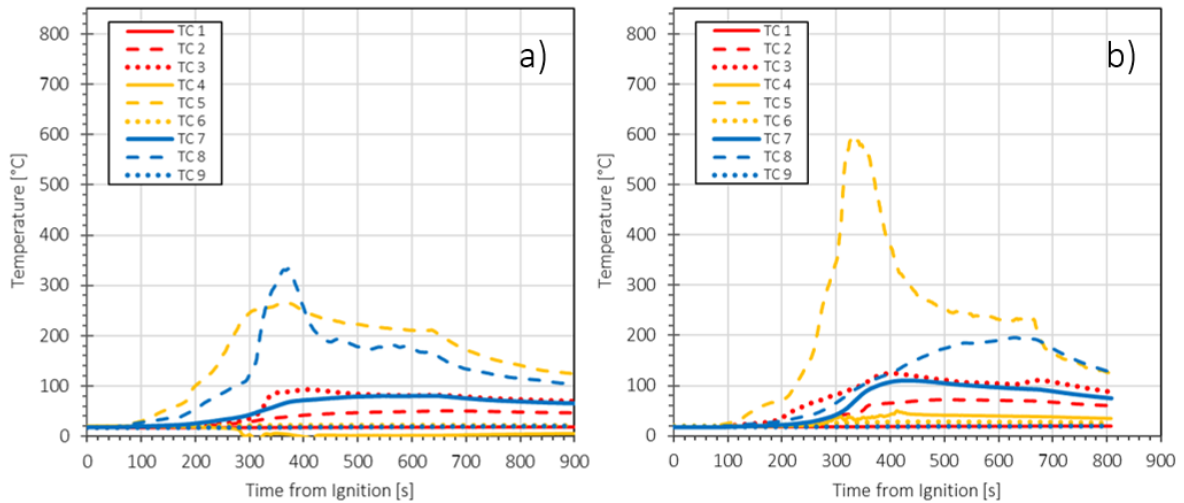 a)
TC 1
TC 2
TC 3
TC 4
TC 5
TC 6
TC 7
TC 8
TC 9
Temperature [°C]
800
700
600
500
400
300
200
100
0
0 100 200 300 400 500 600 700 800 900
Time from Ignition [s]
b)
TC 1
TC 2
TC 3
TC 4
TC 5
TC 6
TC 7
TC 8
TC 9
Temperature [°C]
800
700
600
500
400
300
200
100
0
0 100 200 300 400 500 600 700 800 900
Time from Ignition [s]